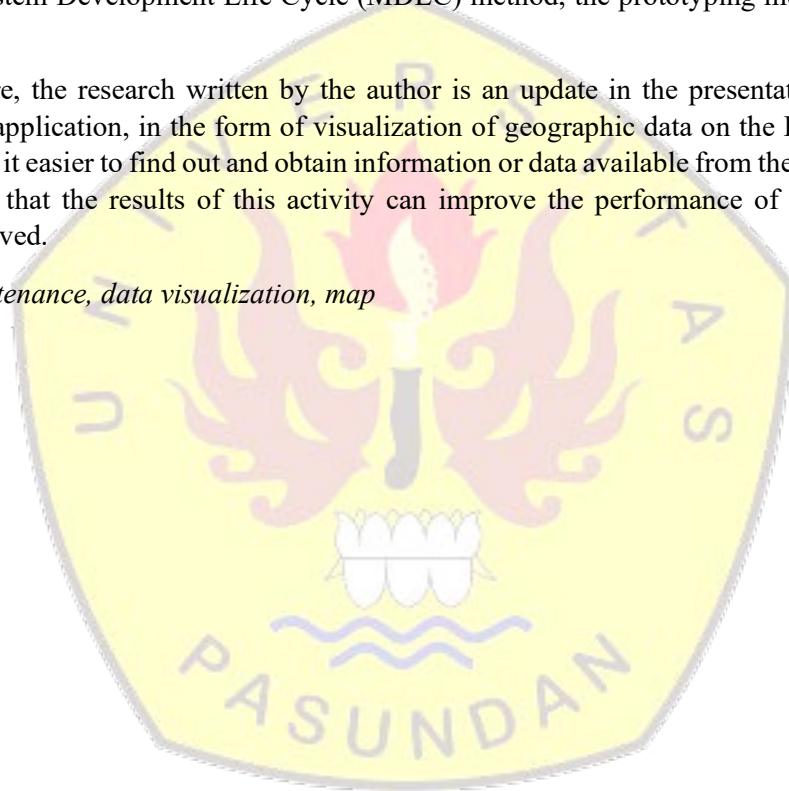 stem Development Life Cycle (MDLC) method, the prototyping m
re, the research written by the author is an update in the presentat
application, in the form of visualization of geographic data on the
it easier to find out and obtain information or data available from the
that the results of this activity can improve the performance of
ved.
tenance, data visualization, map
UNIVERSITAS
PASUNDAN